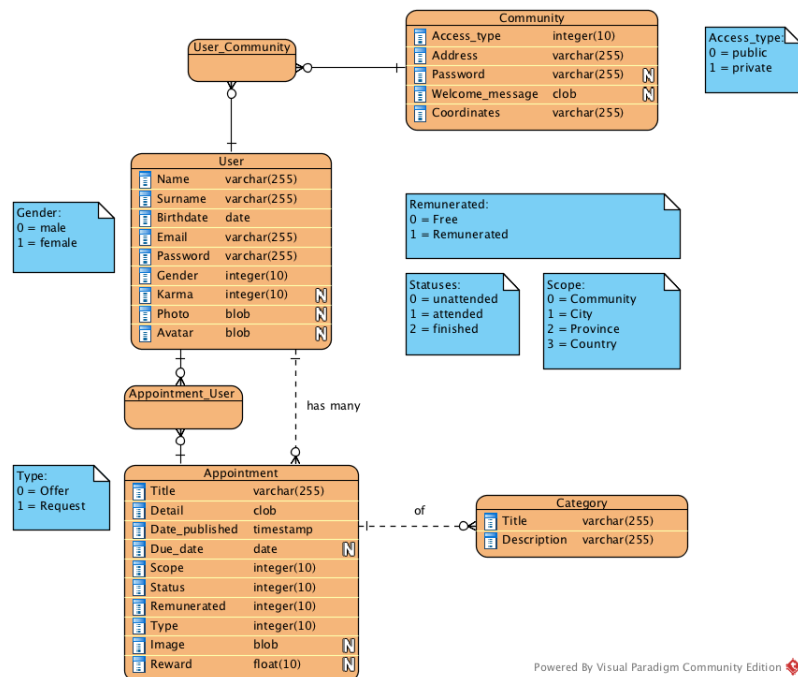 Community
Access_type integer(10)
Address varchar(255)
Password varchar(255) N
Welcome_message clob N
Coordinates varchar(255)
Access_type:
0 = public
1 = private
User_Community
User
Name varchar(255)
Surname varchar(255)
Birthdate date
Email varchar(255)
Password varchar(255)
Gender integer(10)
Karma integer(10) N
Photo blob N
Avatar blob N
Gender:
0 = male
1 = female
Remunerated:
0 = Free
1 = Remunerated
Statuses:
0 = unattended
1 = attended
2 = finished
Scope:
0 = Community
1 = City
2 = Province
3 = Country
Appointment_User
has many
Type:
0 = Offer
1 = Request
Appointment
Title varchar(255)
Detail clob
Date_published timestamp
Due_date date N
Scope integer(10)
Status integer(10)
Remunerated integer(10)
Type integer(10)
Image blob N
Reward float(10) N
of
Category
Title varchar(255)
Description varchar(255)
Powered By Visual Paradigm Community Edition